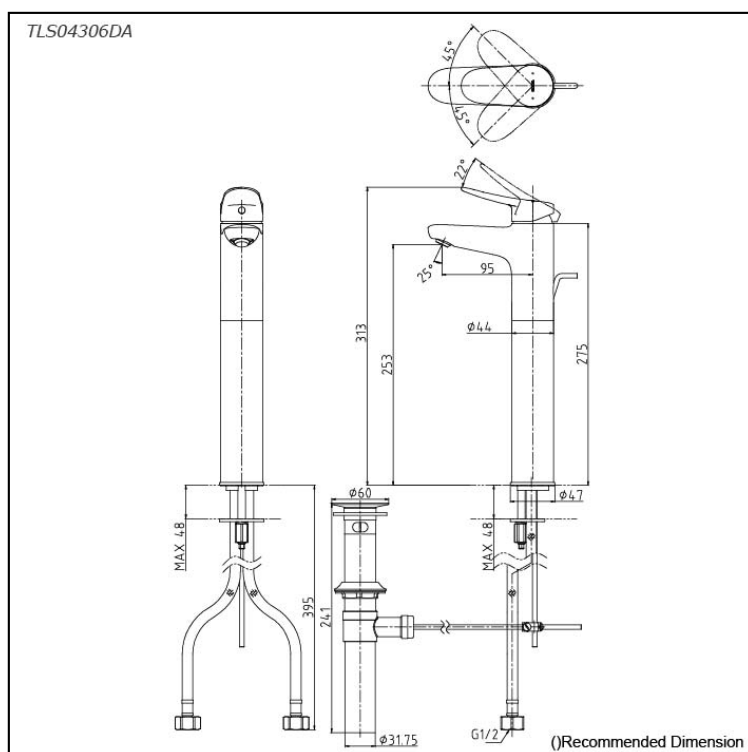 TLS04306DA
45°
45°
22°
25°
95
ϕ44
313
253
275
ϕ60
ϕ47
MAX 48
MAX 48
395
241
ϕ31.75
G1/2
()Recommended Dimension